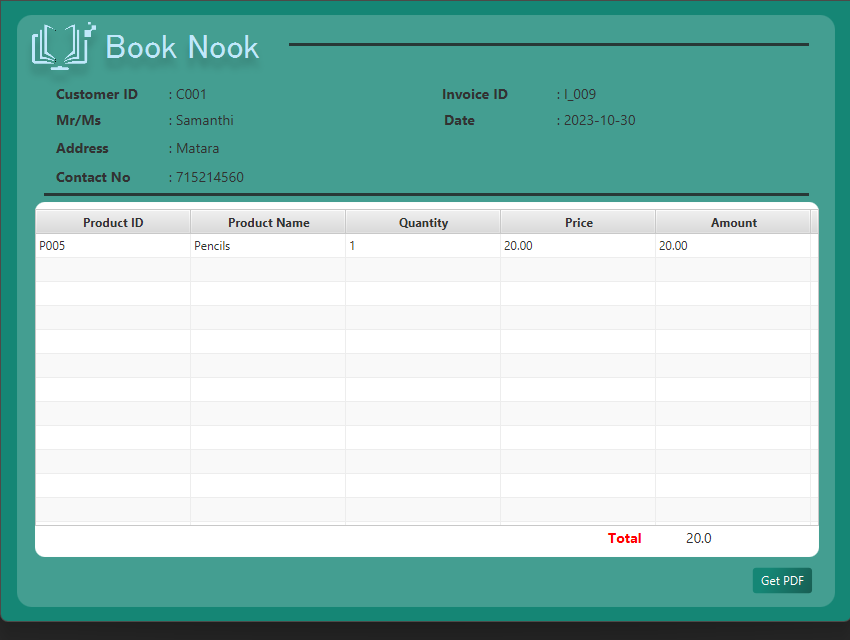 Book Nook
Customer ID : C001 Invoice ID : I_009
Mr/Ms : Samanthi Date : 2023-10-30
Address : Matara
Contact No : 715214560
Product ID Product Name Quantity Price Amount
P005 Pencils 1 20.00 20.00
Total 20.0
Get PDF